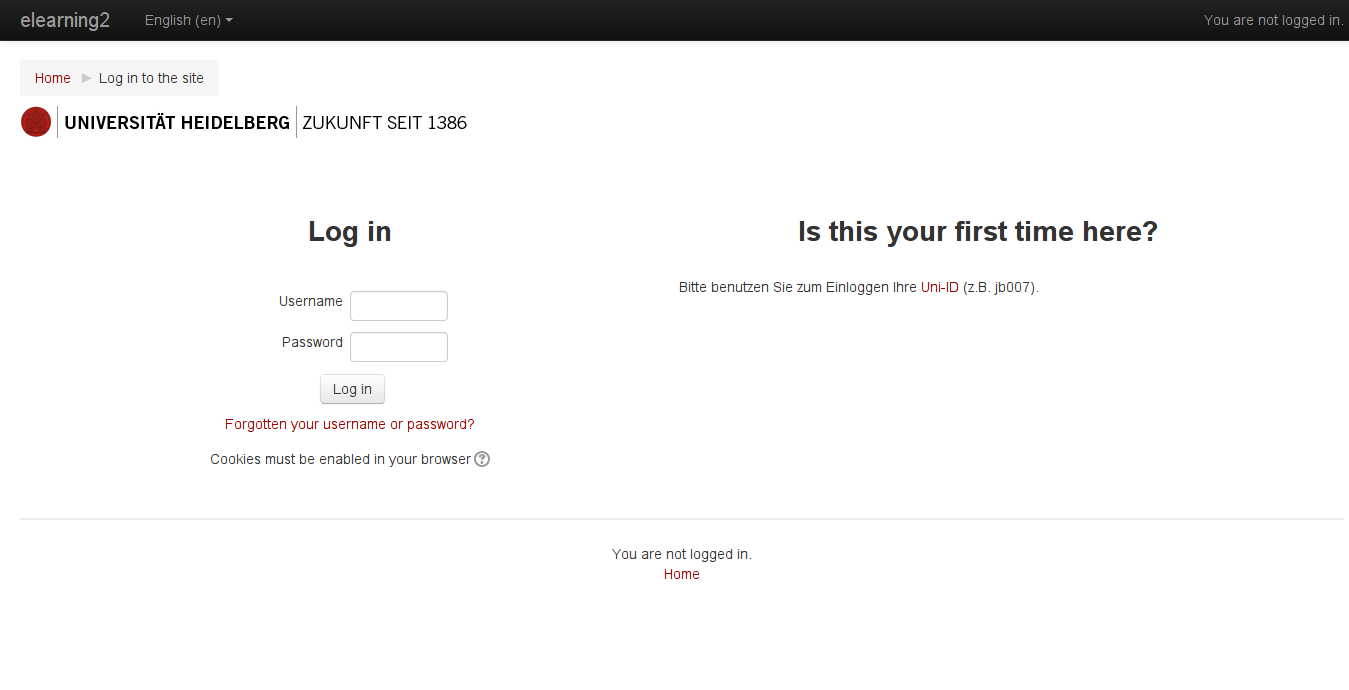 elearning2 English (en) You are not logged in.
Home Log in to the site
UNIVERSITÄT HEIDELBERG ZUKUNFT SEIT 1386
Log in
Username
Password
Log in
Forgotten your username or password?
Cookies must be enabled in your browser
Is this your first time here?
Bitte benutzen Sie zum Einloggen Ihre Uni-ID (z.B. jb007).
You are not logged in.
Home